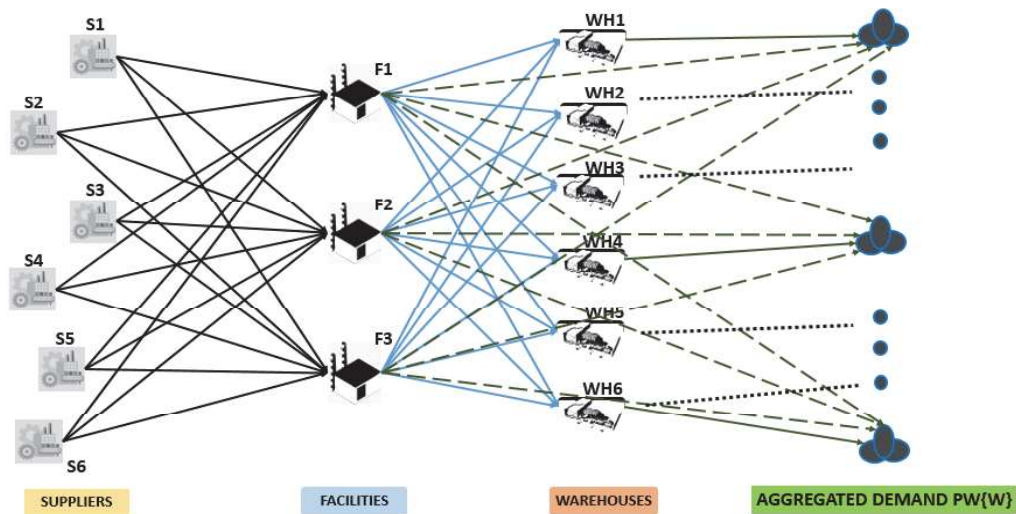 S1
S2
S3
S4
S5
S6
F1
F2
F3
WH1
WH2
WH3
WH4
WH5
WH6
SUPPLIERS
FACILITIES
WAREHOUSES
AGGREGATED DEMAND PW{W}